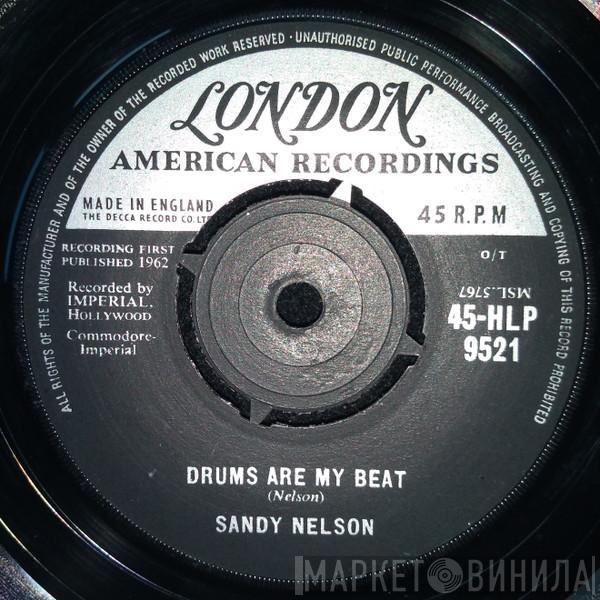 ALL RIGHTS OF THE MANUFACTURER AND OF THE OWNER OF THE RECORDED WORK RESERVED · UNAUTHORISED PUBLIC PERFORMANCE BROADCASTING AND COPYING OF THIS RECORD PROHIBITED
LONDON
AMERICAN RECORDINGS
MADE IN ENGLAND
THE DECCA RECORD CO. LT
45 R.P.M
RECORDING FIRST
PUBLISHED 1962
O/T
Recorded by
IMPERIAL,
HOLLYWOOD
MSL.5767
Commodore-
Imperial
45-HLP
9521
DRUMS ARE MY BEAT
(Nelson)
SANDY NELSON
МАРКЕТ ВИНИЛА